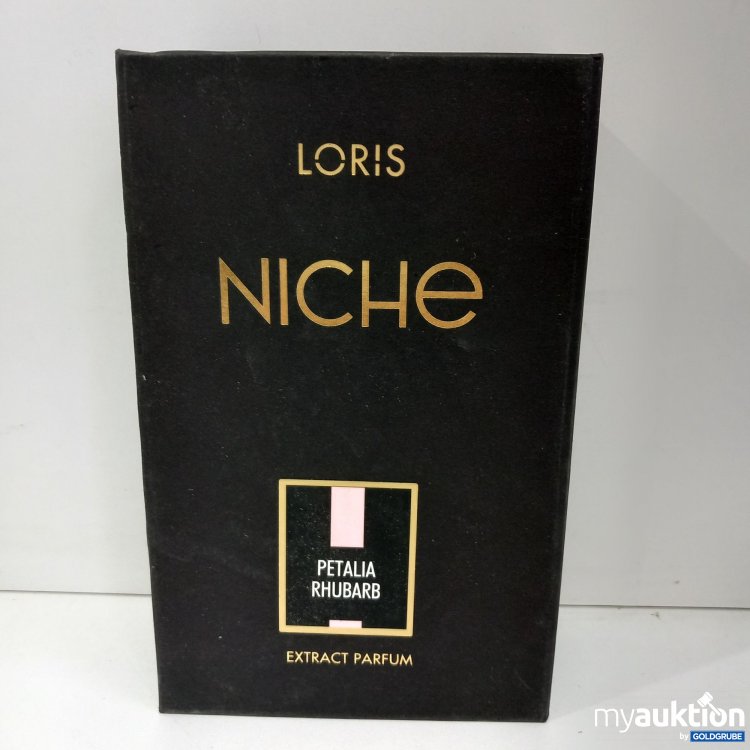 LORIS
NICHe
PETALIA
RHUBARB
EXTRACT PARFUM
myauktion
by GOLDGRUBE